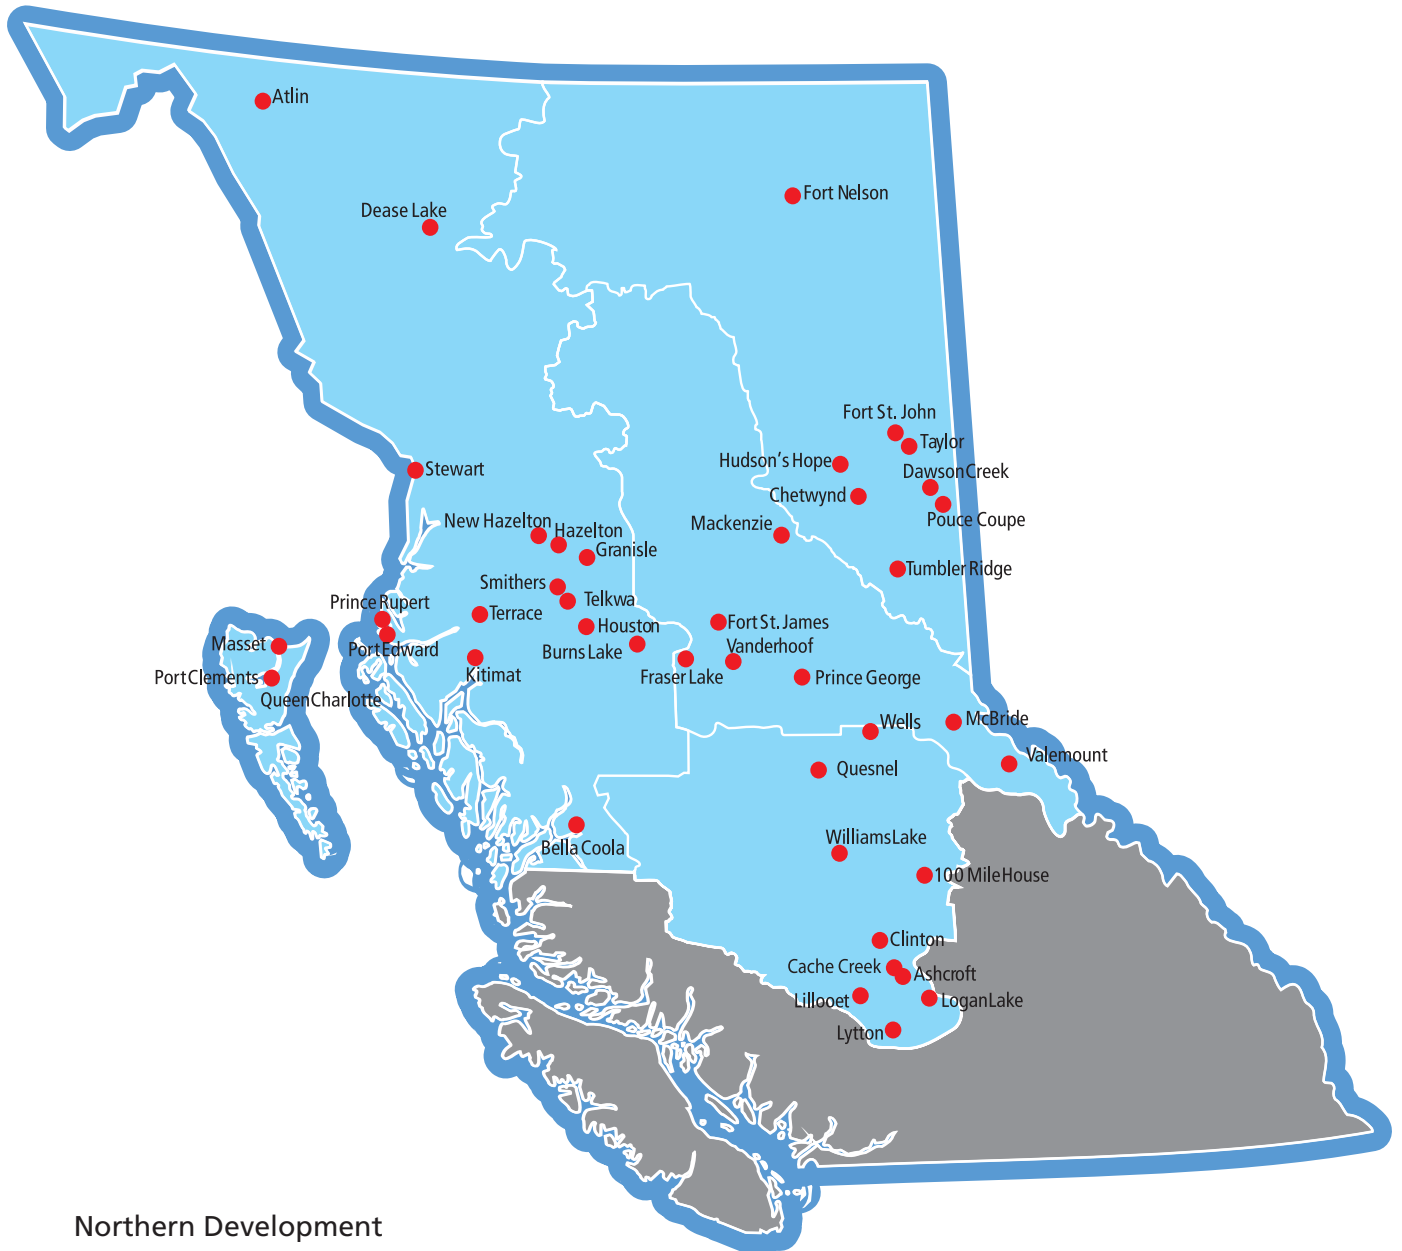 Atlin
Fort Nelson
Dease Lake
Fort St. John
Taylor
Hudson's Hope
Dawson Creek
Stewart
Chetwynd
Pouce Coupe
New Hazelton
Hazelton
Mackenzie
Granisle
Tumbler Ridge
Smithers
Telkwa
Prince Rupert
Terrace
Fort St. James
Houston
Masset
Port Edward
Burns Lake
Vanderhoof
Port Clements
Kitimat
Fraser Lake
Prince George
Queen Charlotte
Wells
McBride
Valemount
Quesnel
Williams Lake
Bella Coola
100 Mile House
Clinton
Cache Creek
Ashcroft
Lillooet
Logan Lake
Lytton
Northern Development